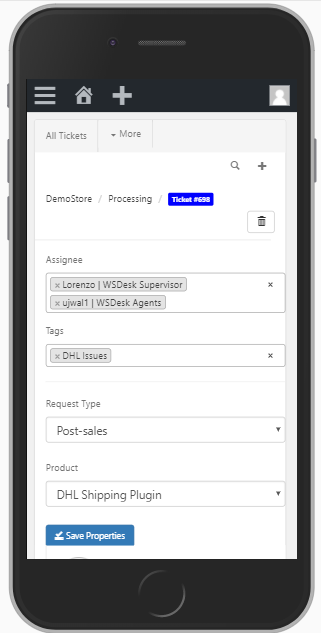 All Tickets
More
DemoStore / Processing / Ticket #698
Assignee
× Lorenzo | WSDesk Supervisor ×
× ujwal1 | WSDesk Agents
Tags
× DHL Issues ×
Request Type
Post-sales
Product
DHL Shipping Plugin
Save Properties